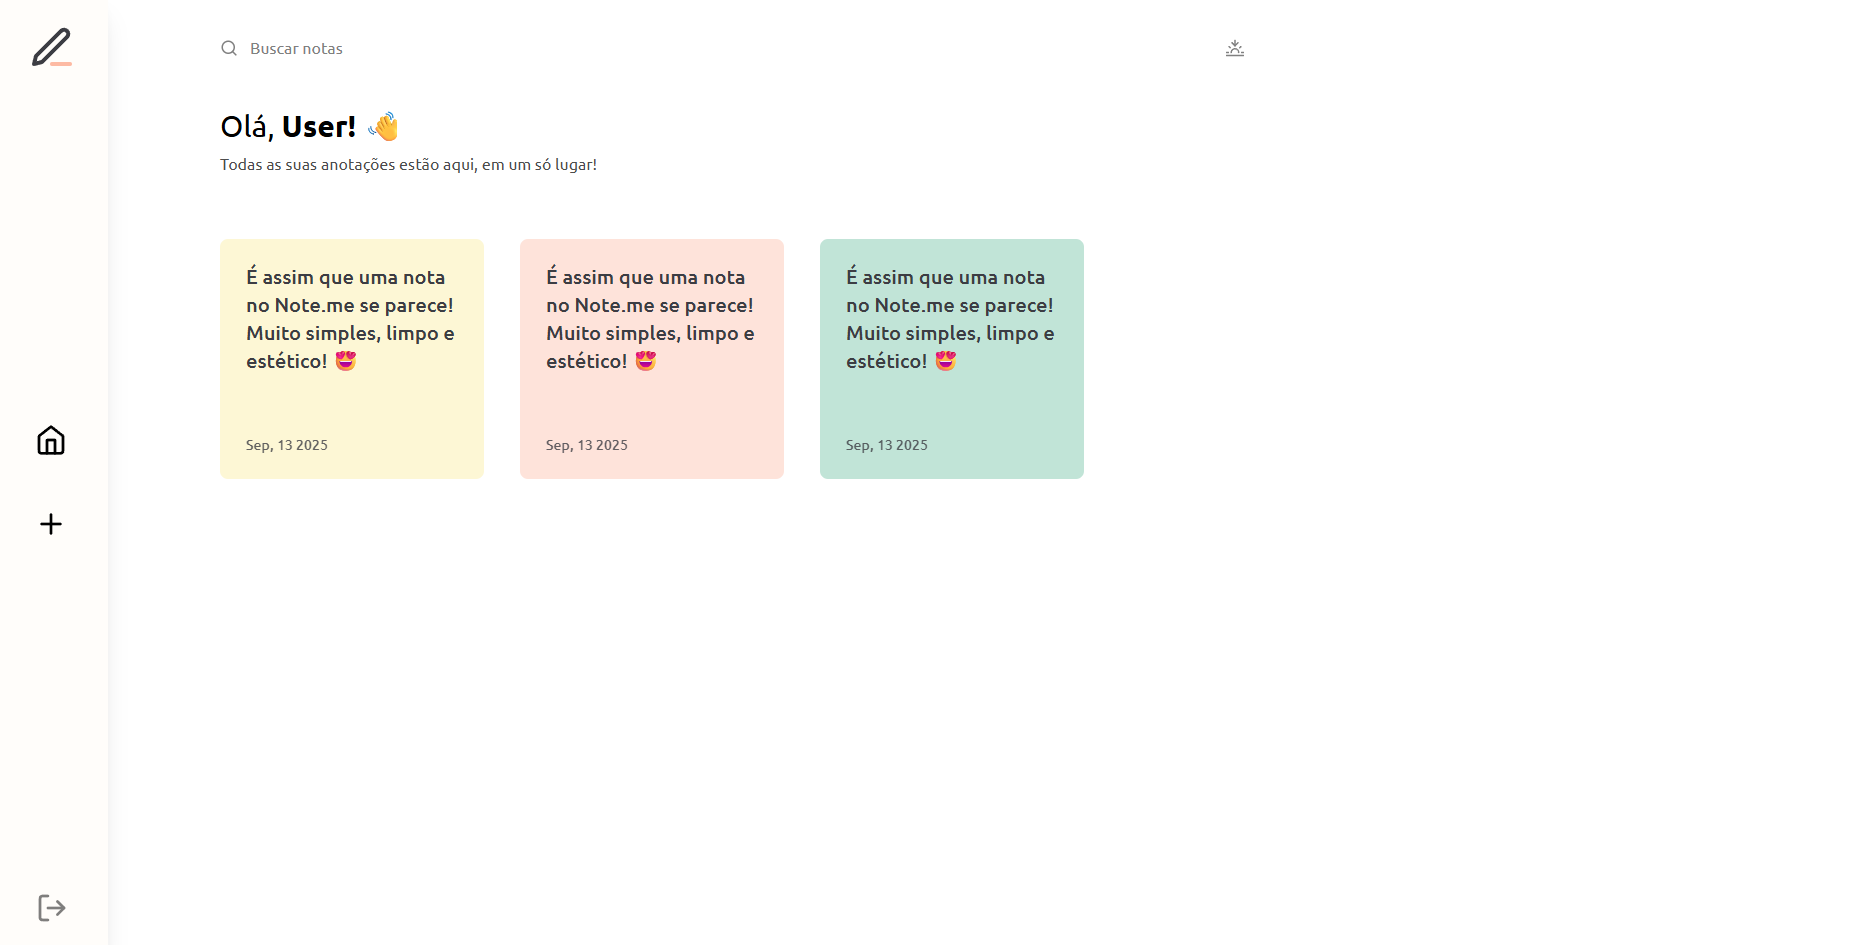 Buscar notas
Olá, User! 👋
Todas as suas anotações estão aqui, em um só lugar!
É assim que uma nota
no Note.me se parece!
Muito simples, limpo e
estético! 😍
Sep, 13 2025
É assim que uma nota
no Note.me se parece!
Muito simples, limpo e
estético! 😍
Sep, 13 2025
É assim que uma nota
no Note.me se parece!
Muito simples, limpo e
estético! 😍
Sep, 13 2025